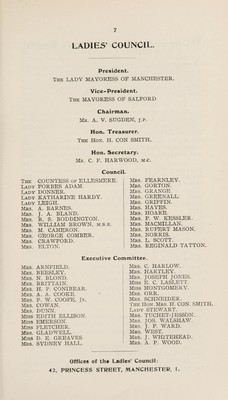 7
LADIES' COUNCIL.
President.
THE LADY MAYORESS OF MANCHESTER.
Vice-President.
THE MAYORESS OF SALFORD
Chairman.
MR. A. V. SUGDEN, J.P.
Hon. Treasurer.
THE HON. H. CON SMITH.
Hon. Secretary.
MR. C. F. HARWOOD, M.C.
Council.
THE COUNTESS OF ELLESMERE.
LADY FORBES ADAM.
LADY DONNER.
LADY KATHARINE HARDY.
LADY LEIGH.
MRS. A. BARNES.
MRS. J. A. BLAND.
MRS. R. S. BODDINGTON.
MRS. WILLIAM BROWN, M.B.E.
MRS. M. CAMERON.
MRS. GEORGE COMBER.
MRS. CRAWFORD.
MRS. ELTON.
MRS. FEARNLEY.
MRS. GORTON.
MRS. GRANGE.
MRS. GREENALL.
MRS. GRIFFIN.
MRS. HAYES.
MRS. HOARE.
MRS. P. W. KESSLER.
MRS. MACMILLAN.
MRS. RUPERT MASON.
MRS. NORRIS.
MRS. L. SCOTT.
MRS. REGINALD TATTON.
Executive Committee.
MRS. ARNFIELD.
MRS. BEESLEY.
MRS. N. BLOND.
MRS. BRITTAIN.
MRS. H. P. CONIBEAR.
MRS. A. A. COOKE.
MRS. F. W. COOPE, Jr.
MRS. COWAN.
MRS. DUNN.
MISS EDITH ELLISON.
MISS EMERSON.
MISS FLETCHER.
MRS. GLADWELL.
MISS D. E. GREAVES
MRS. SYDNEY HALL.
MRS. C. HARLOW.
MRS. HARTLEY.
MRS. JOSEPH JONES.
MISS E. C. LASLETT.
MISS MONTGOMERY.
MRS. ORR.
MRS. SCHNEIDER.
THE HON MRS. H. CON. SMITH.
LADY STEWART.
MRS. TUCHET-JESSON.
MRS. JOS. WALSHAW.
MRS. J. F. WARD.
MRS. WEST.
MRS. J. WHITEHEAD.
MRS. A. P. WOOD.
Offices of the Ladies' Council:
42, PRINCESS STREET, MANCHESTER, 1.